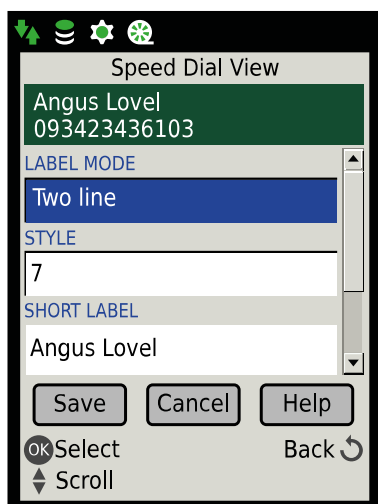 Speed Dial View
Angus Lovel
093423436103
LABEL MODE
Two line
STYLE
7
SHORT LABEL
Angus Lovel
Save Cancel Help
OK Select Back
Scroll